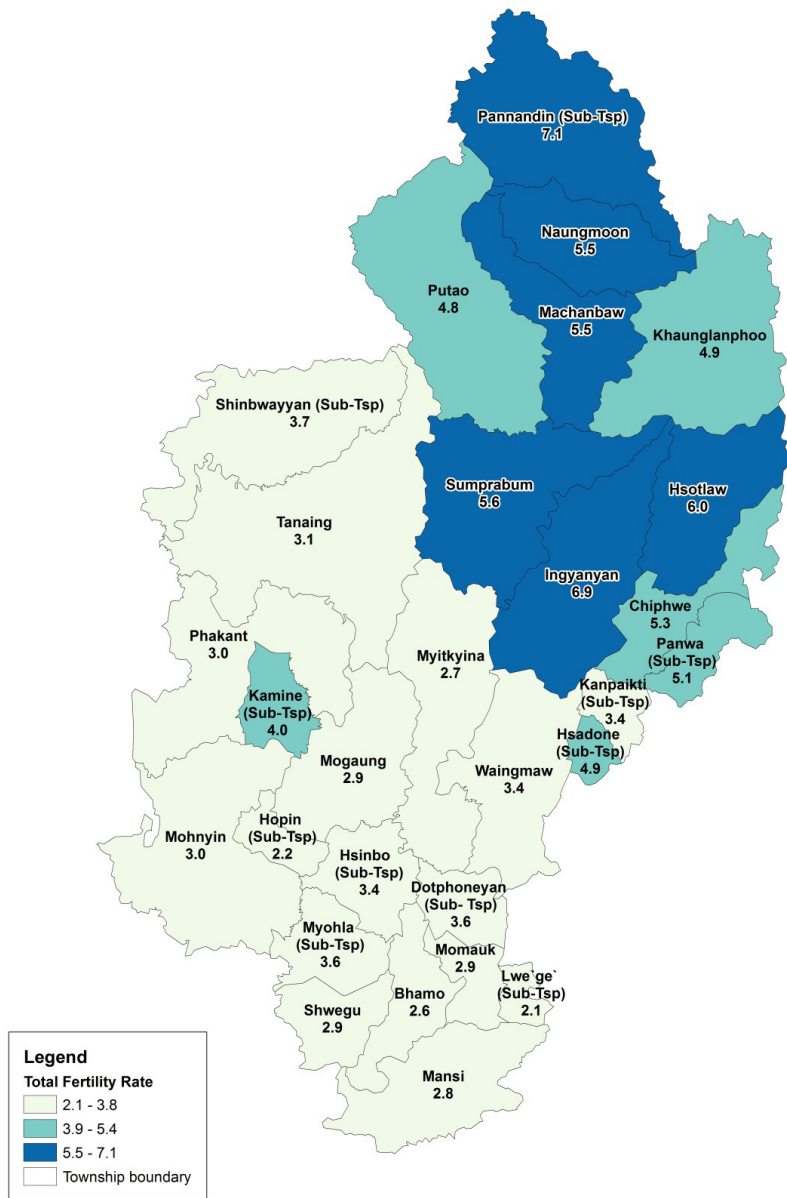 Pannandin (Sub-Tsp)
7.1
Naungmoon
5.5
Putao
4.8
Machanbaw
5.5
Khaunglanphoo
4.9
Shinbwayyan (Sub-Tsp)
3.7
Sumprabum
5.6
Hsotlaw
6.0
Tanaing
3.1
Ingyanyan
6.9
Chiphwe
5.3
Phakant
3.0
Myitkyina
2.7
Panwa
(Sub-Tsp)
5.1
Kamine
(Sub-Tsp)
4.0
Kanpaikti
(Sub-Tsp)
3.4
Hsadone
(Sub-Tsp)
4.9
Mogaung
2.9
Waingmaw
3.4
Hopin
(Sub-Tsp)
2.2
Mohnyin
3.0
Hsinbo
(Sub-Tsp)
3.4
Dotphoneyan
(Sub- Tsp)
3.6
Myohla
(Sub-Tsp)
3.6
Momauk
2.9
Lwe`ge`
(Sub-Tsp)
2.1
Bhamo
2.6
Shwegu
2.9
Mansi
2.8
Legend
Total Fertility Rate
2.1 - 3.8
3.9 - 5.4
5.5 - 7.1
Township boundary